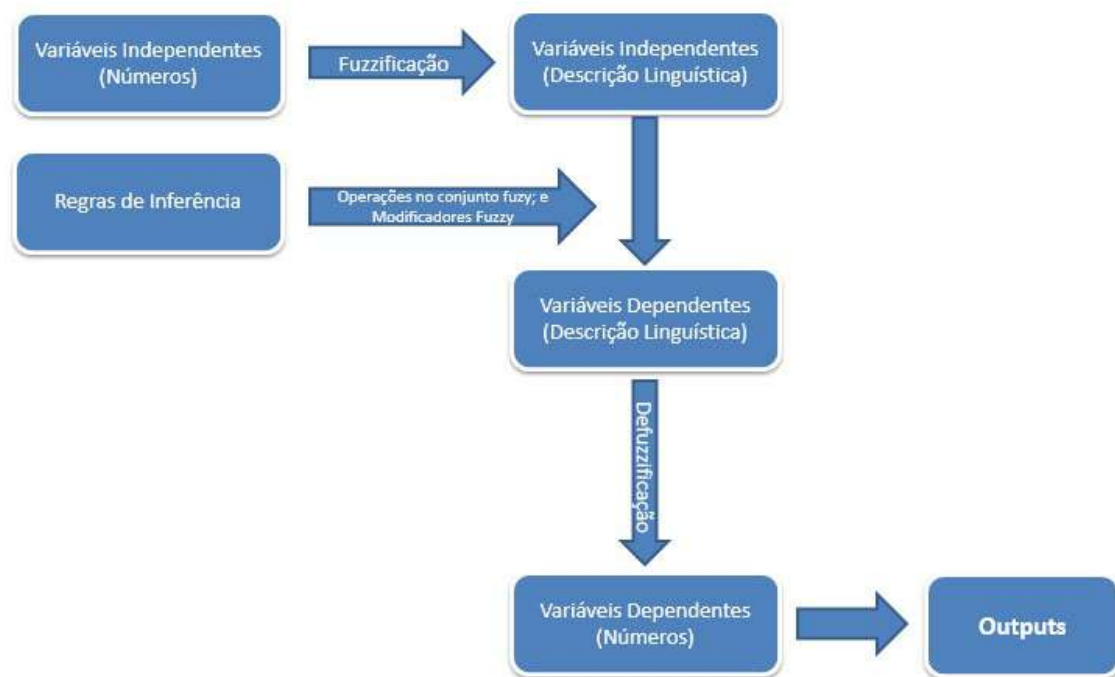 Variáveis Independentes
(Números)
Fuzzificação
Variáveis Independentes
(Descrição Linguística)
Regras de Inferência
Operações no conjunto fuzy; e
Modificadores Fuzzy
Variáveis Dependentes
(Descrição Linguística)
Defuzzificação
Variáveis Dependentes
(Números)
Outputs